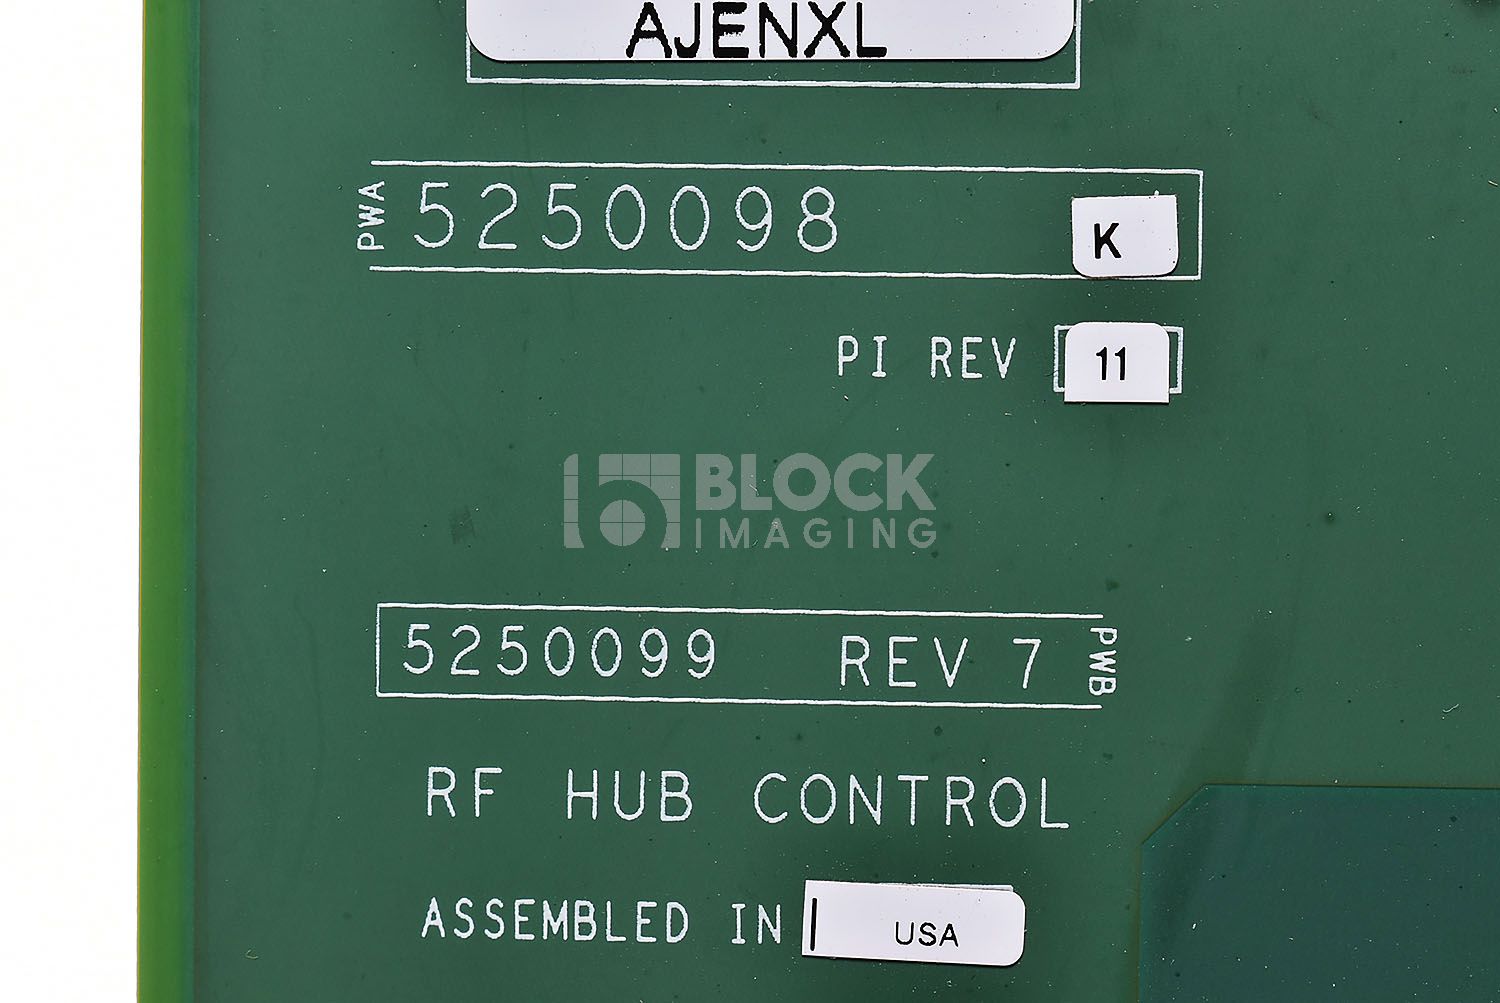 AJENXL
PWA 5250098 K
PI REV 11
BLOCK
IMAGING
5250099 REV 7 PWB
RF HUB CONTROL
ASSEMBLED IN USA